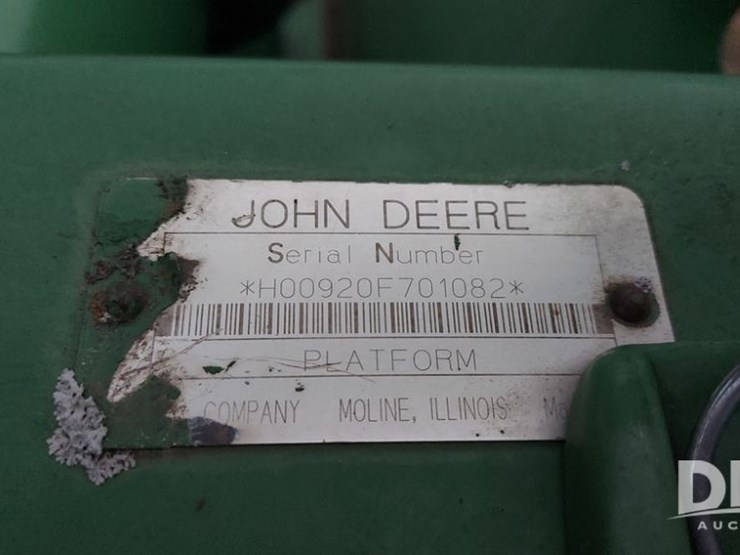 JOHN DEERE
Serial Number
*H00920F701082*
PLATFORM
COMPANY MOLINE, ILLINOIS